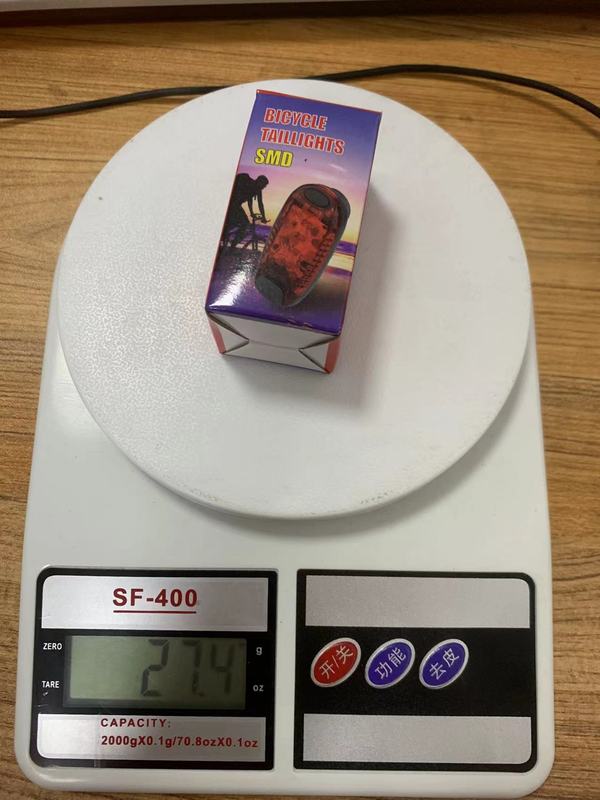 BICYCLE
TAILLIGHTS
SMD
SF-400
ZERO
TARE
27.4
g
oz
CAPACITY:
2000gX0.1g/70.8ozX0.1oz
开/关
功能
去皮